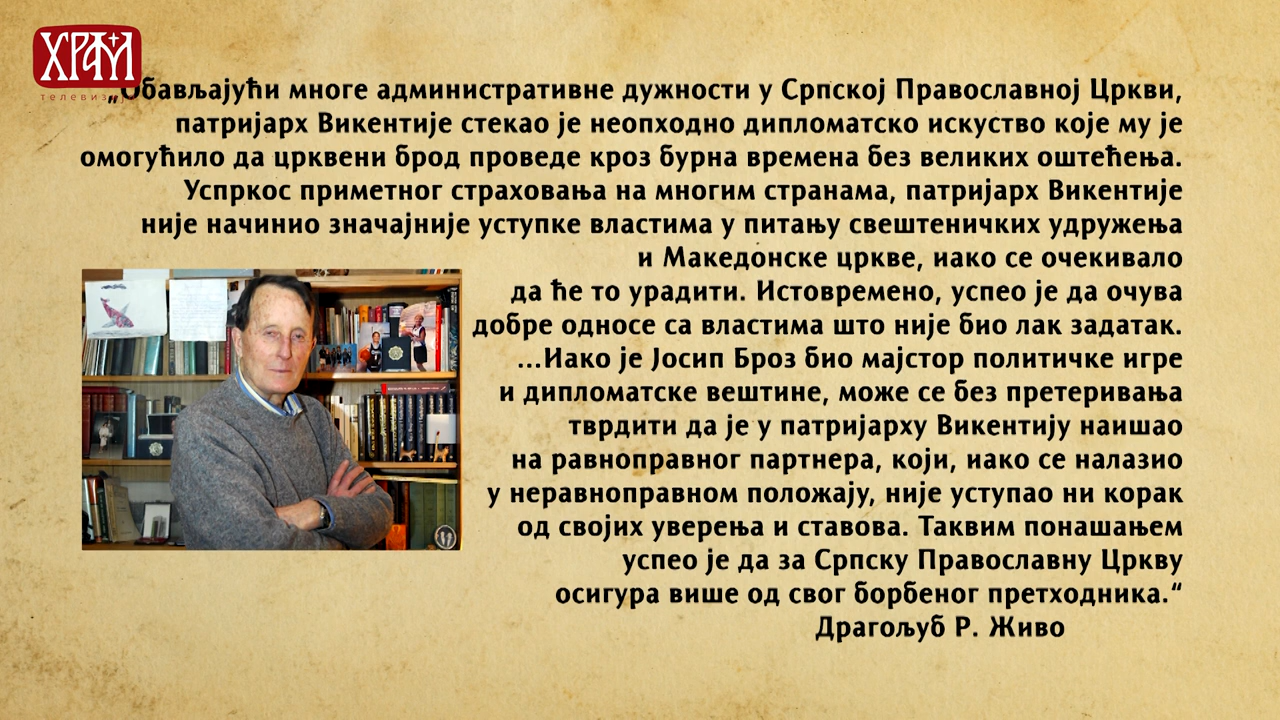 ХРАМ
телевизија
„Обављајући многе административне дужности у Српској Православној Цркви,
патријарх Викентије стекао је неопходно дипломатско искуство које му је
омогућило да црквени брод проведе кроз бурна времена без великих оштећења.
Успркос приметног страховања на многим странама, патријарх Викентије
није начинио значајније уступке властима у питању свештеничких удружења
и Македонске цркве, иако се очекивало
да ће то урадити. Истовремено, успео је да очува
добре односе са властима што није био лак задатак.
...Иако је Јосип Броз био мајстор политичке игре
и дипломатске вештине, може се без претеривања
тврдити да је у патријарху Викентију наишао
на равноправног партнера, који, иако се налазио
у неравноправном положају, није уступао ни корак
од својих уверења и ставова. Таквим понашањем
успео је да за Српску Православну Цркву
осигура више од свог борбеног претходника.“
Драгољуб Р. Живо